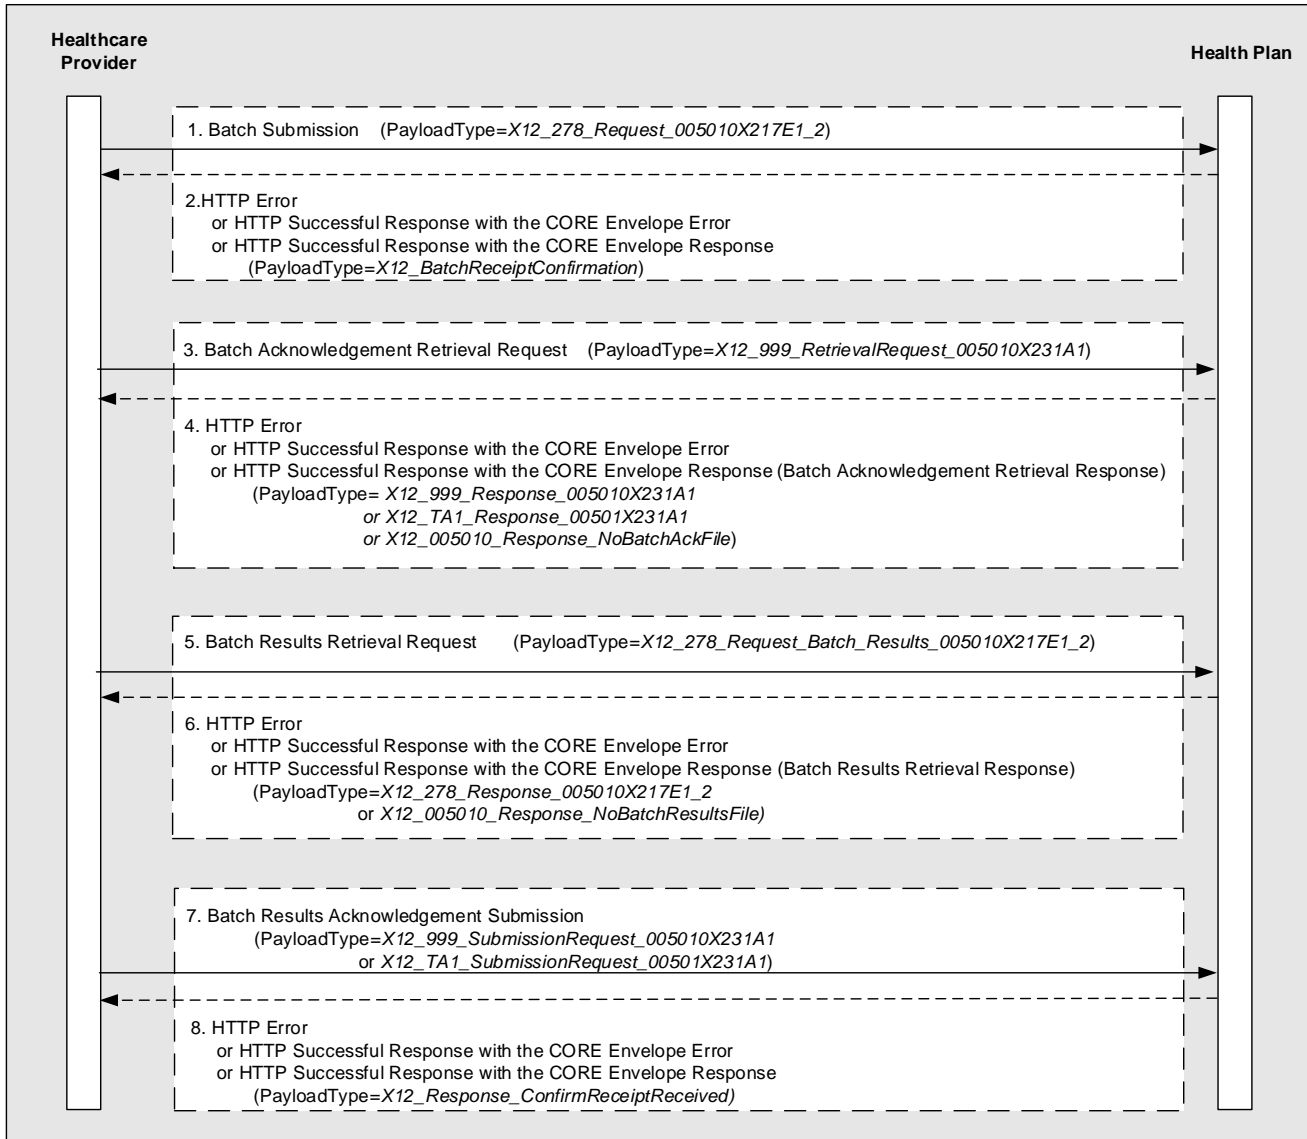 Healthcare
Provider
Health Plan
1. Batch Submission (PayloadType=X12_278_Request_005010X217E1_2)
2.HTTP Error
or HTTP Successful Response with the CORE Envelope Error
or HTTP Successful Response with the CORE Envelope Response
(PayloadType=X12_BatchReceiptConfirmation)
3. Batch Acknowledgement Retrieval Request (PayloadType=X12_999_RetrievalRequest_005010X231A1)
4. HTTP Error
or HTTP Successful Response with the CORE Envelope Error
or HTTP Successful Response with the CORE Envelope Response (Batch Acknowledgement Retrieval Response)
(PayloadType= X12_999_Response_005010X231A1
or X12_TA1_Response_00501X231A1
or X12_005010_Response_NoBatchAckFile)
5. Batch Results Retrieval Request (PayloadType=X12_278_Request_Batch_Results_005010X217E1_2)
6. HTTP Error
or HTTP Successful Response with the CORE Envelope Error
or HTTP Successful Response with the CORE Envelope Response (Batch Results Retrieval Response)
(PayloadType=X12_278_Response_005010X217E1_2
or X12_005010_Response_NoBatchResultsFile)
7. Batch Results Acknowledgement Submission
(PayloadType=X12_999_SubmissionRequest_005010X231A1
or X12_TA1_SubmissionRequest_00501X231A1)
8. HTTP Error
or HTTP Successful Response with the CORE Envelope Error
or HTTP Successful Response with the CORE Envelope Response
(PayloadType=X12_Response_ConfirmReceiptReceived)